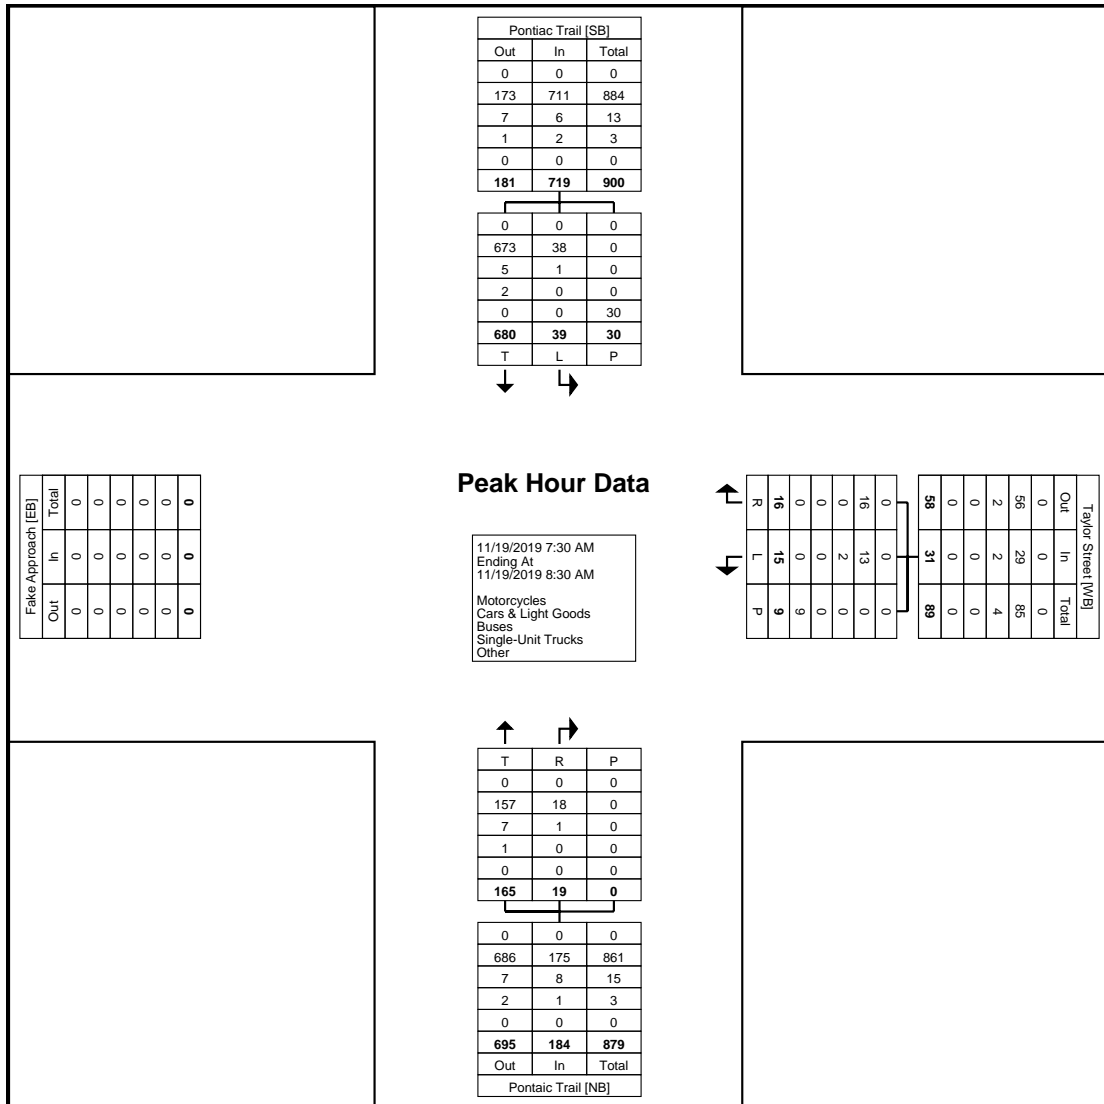 Pontiac Trail [SB]
Out In Total
0 0 0
173 711 884
7 6 13
1 2 3
0 0 0
181 719 900
0 0 0
673 38 0
5 1 0
2 0 0
0 0 30
680 39 30
T L P
Fake Approach [EB]
Out In Total
0 0 0
0 0 0
0 0 0
0 0 0
0 0 0
0 0 0
Peak Hour Data
11/19/2019 7:30 AM
Ending At
11/19/2019 8:30 AM
Motorcycles
Cars & Light Goods
Buses
Single-Unit Trucks
Other
Taylor Street [WB]
Out In Total
0 0 0
56 29 85
2 2 4
0 0 0
0 0 0
58 31 89
0 0 0
16 13 0
0 2 0
0 0 0
0 0 9
16 15 9
R L P
T R P
0 0 0
157 18 0
7 1 0
1 0 0
0 0 0
165 19 0
0 0 0
686 175 861
7 8 15
2 1 3
0 0 0
695 184 879
Out In Total
Pontaic Trail [NB]